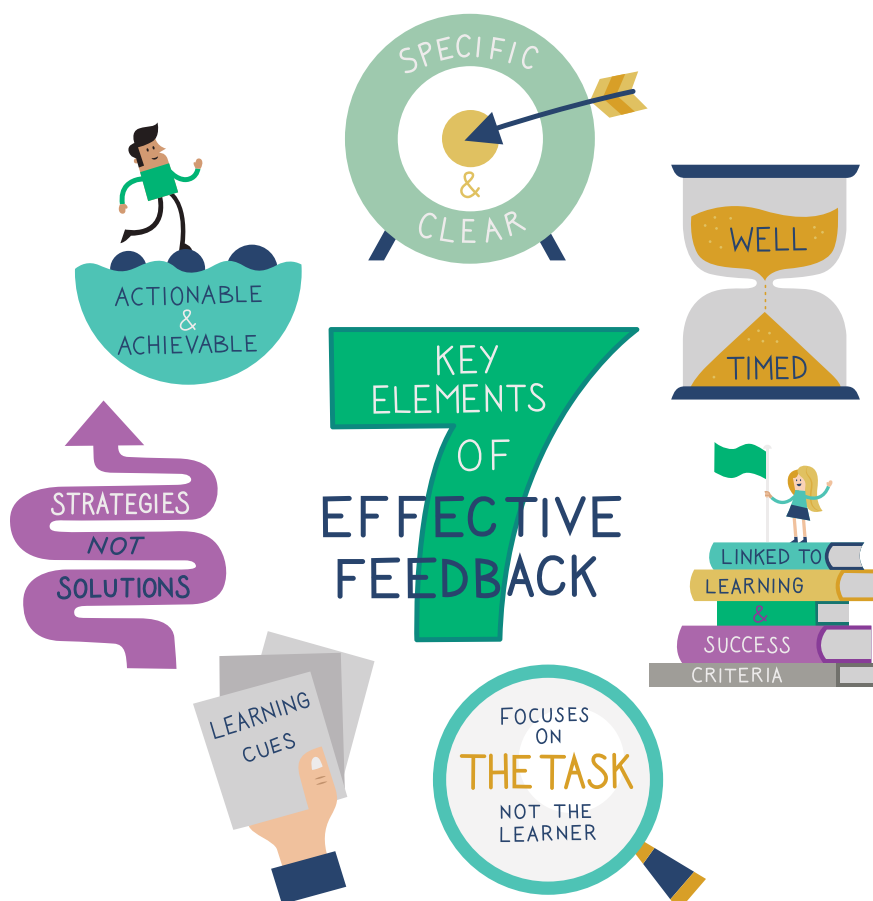 KEY
ELEMENTS
OF
EFFECTIVE
FEEDBACK
SPECIFIC
&
CLEAR
WELL
TIMED
LINKED TO
LEARNING
&
SUCCESS
CRITERIA
FOCUSES
ON
THE TASK
NOT THE
LEARNER
LEARNING
CUES
STRATEGIES
NOT
SOLUTIONS
ACTIONABLE
&
ACHIEVABLE
7